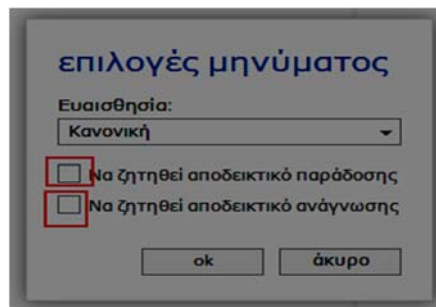 επιλογές μηνύματος
Ευαισθησία:
Κανονική
Να ζητηθεί αποδεικτικό παράδοσης
Να ζητηθεί αποδεικτικό ανάγνωσης
ok άκυρο